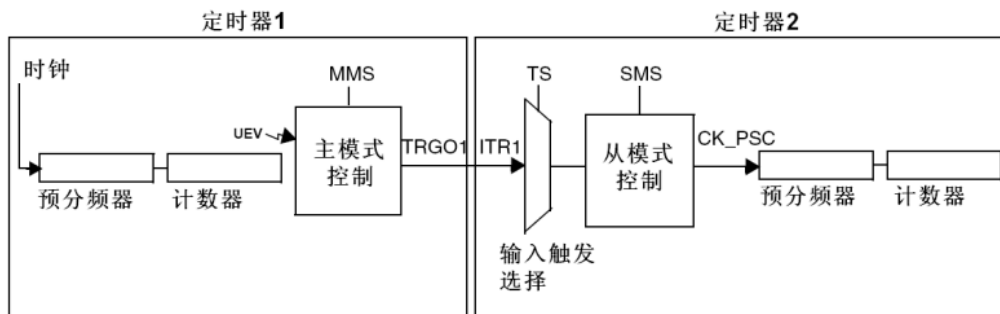 定时器1
定时器2
时钟
MMS
TS
SMS
UEV
主模式
控制
TRGO1
ITR1
从模式
控制
CK_PSC
预分频器
计数器
预分频器
计数器
输入触发
选择